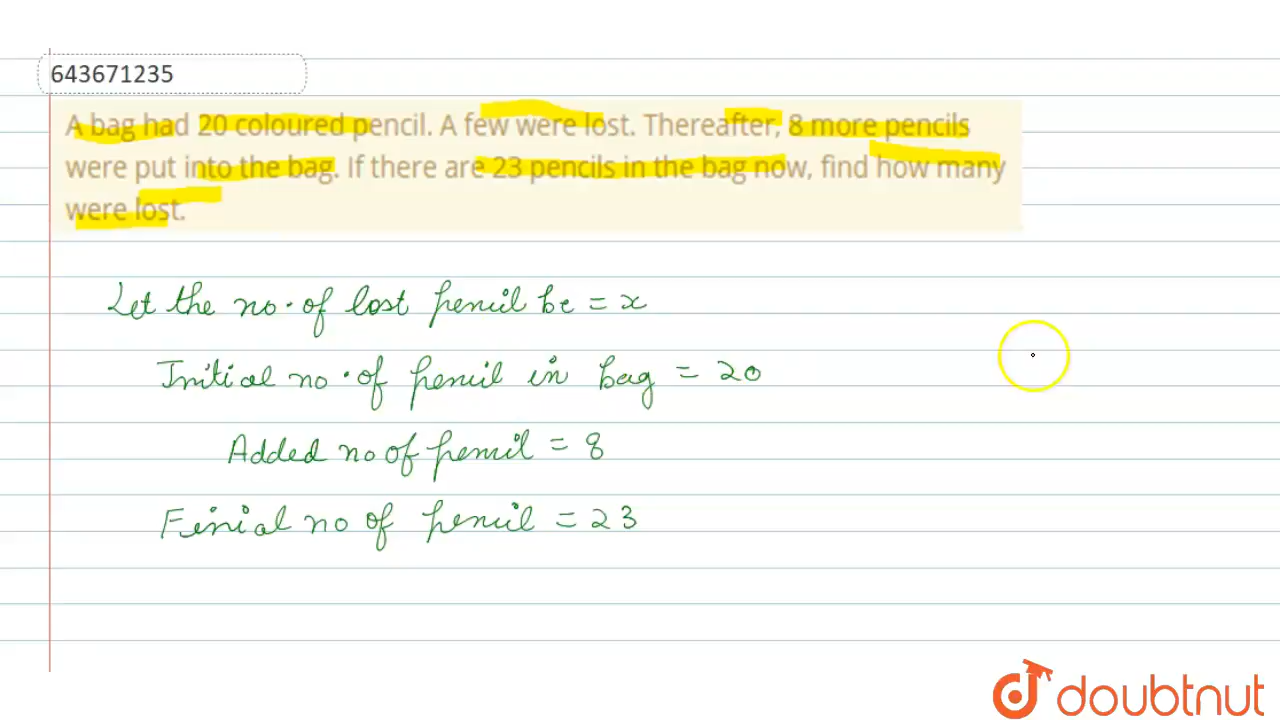 643671235
A bag had 20 coloured pencil. A few were lost. Thereafter, 8 more pencils
were put into the bag. If there are 23 pencils in the bag now, find how many
were lost.
Let the no. of lost pencil be = x
Initial no. of pencil in bag = 20
Added no of pencil = 8
Finial no of pencil = 23
doubtnut